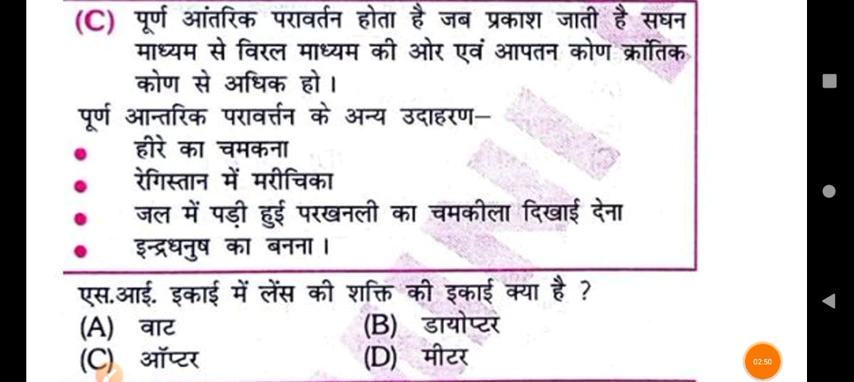 (C) पूर्ण आंतरिक परावर्तन होता है जब प्रकाश जाती है सघन
माध्यम से विरल माध्यम की ओर एवं आपतन कोण क्रांतिक
कोण से अधिक हो।
पूर्ण आन्तरिक परावर्त्तन के अन्य उदाहरण–
● हीरे का चमकना
● रेगिस्तान में मरीचिका
● जल में पड़ी हुई परखनली का चमकीला दिखाई देना
● इन्द्रधनुष का बनना।
एस.आई. इकाई में लेंस की शक्ति की इकाई क्या है ?
(A) वाट (B) डायोप्टर
(C) ऑप्टर (D) मीटर
02:50